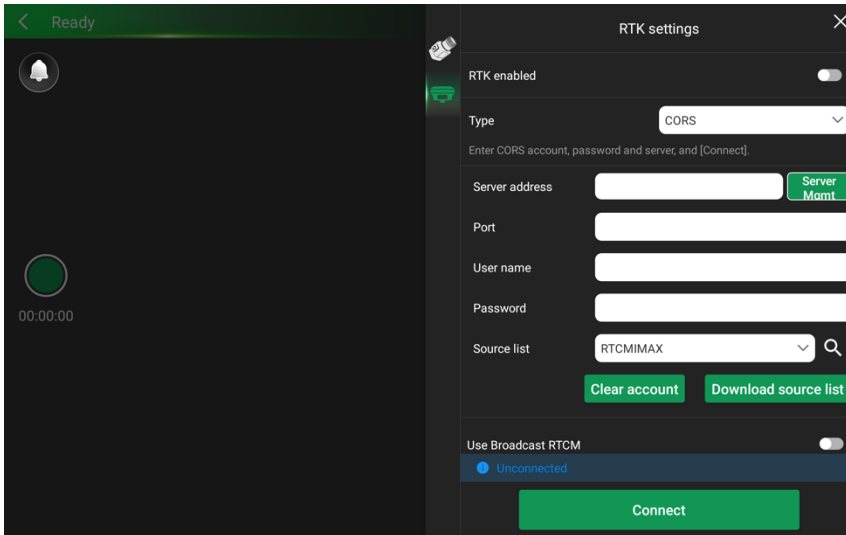 Ready
00:00:00
RTK settings
RTK enabled
Type
CORS
Enter CORS account, password and server, and [Connect].
Server address
Server
Mgmt
Port
User name
Password
Source list
RTCMIMAX
Clear account
Download source list
Use Broadcast RTCM
Unconnected
Connect